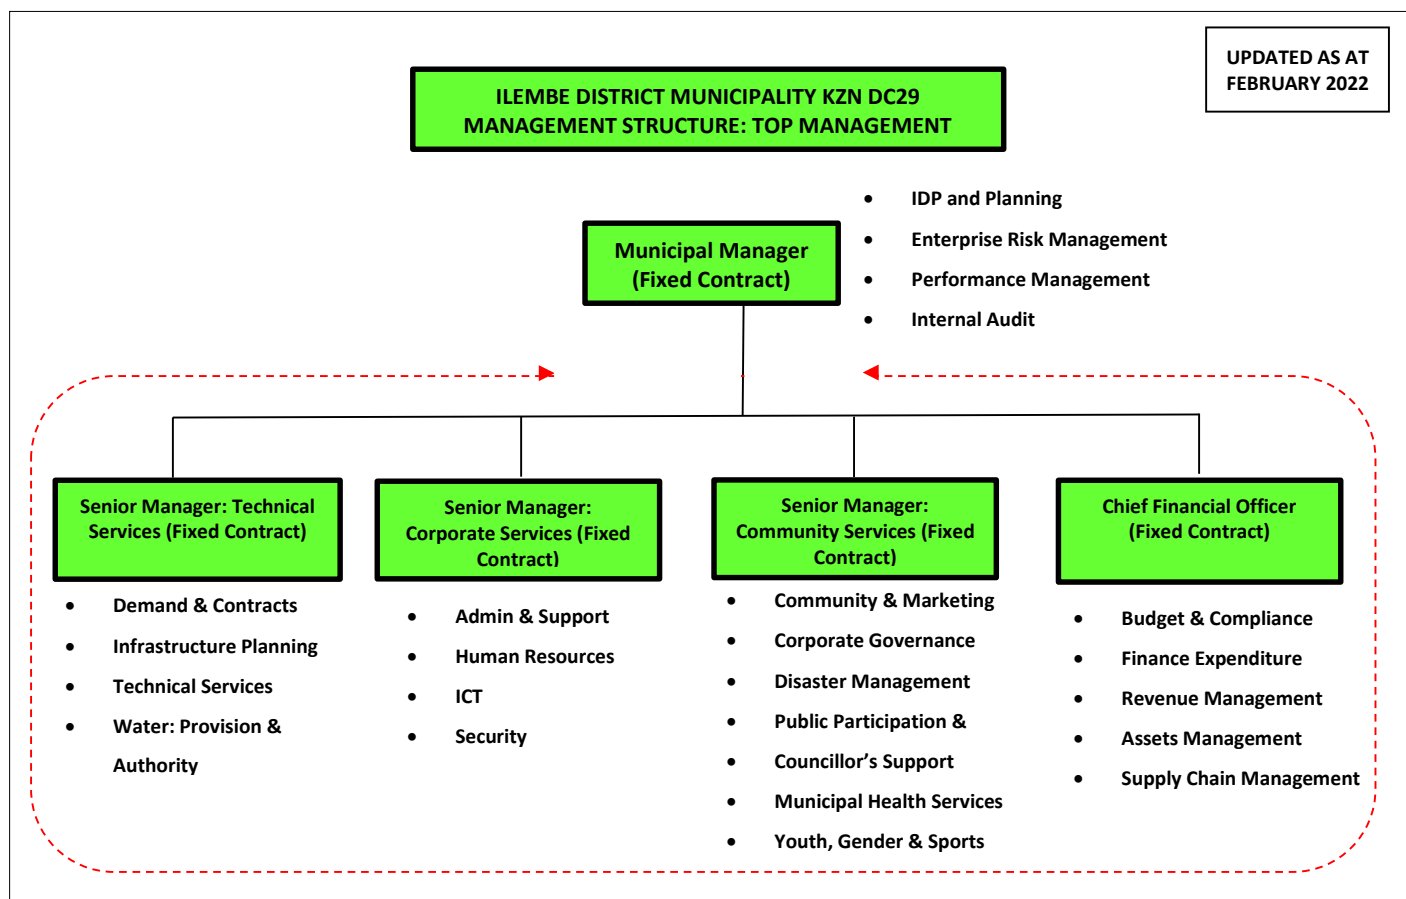 UPDATED AS AT
FEBRUARY 2022
ILEMBE DISTRICT MUNICIPALITY KZN DC29
MANAGEMENT STRUCTURE: TOP MANAGEMENT
Municipal Manager
(Fixed Contract)
• IDP and Planning
• Enterprise Risk Management
• Performance Management
• Internal Audit
Senior Manager: Technical
Services (Fixed Contract)
• Demand & Contracts
• Infrastructure Planning
• Technical Services
• Water: Provision &
Authority
Senior Manager:
Corporate Services (Fixed
Contract)
• Admin & Support
• Human Resources
• ICT
• Security
Senior Manager:
Community Services (Fixed
Contract)
• Community & Marketing
• Corporate Governance
• Disaster Management
• Public Participation &
• Councillor’s Support
• Municipal Health Services
• Youth, Gender & Sports
Chief Financial Officer
(Fixed Contract)
• Budget & Compliance
• Finance Expenditure
• Revenue Management
• Assets Management
• Supply Chain Management